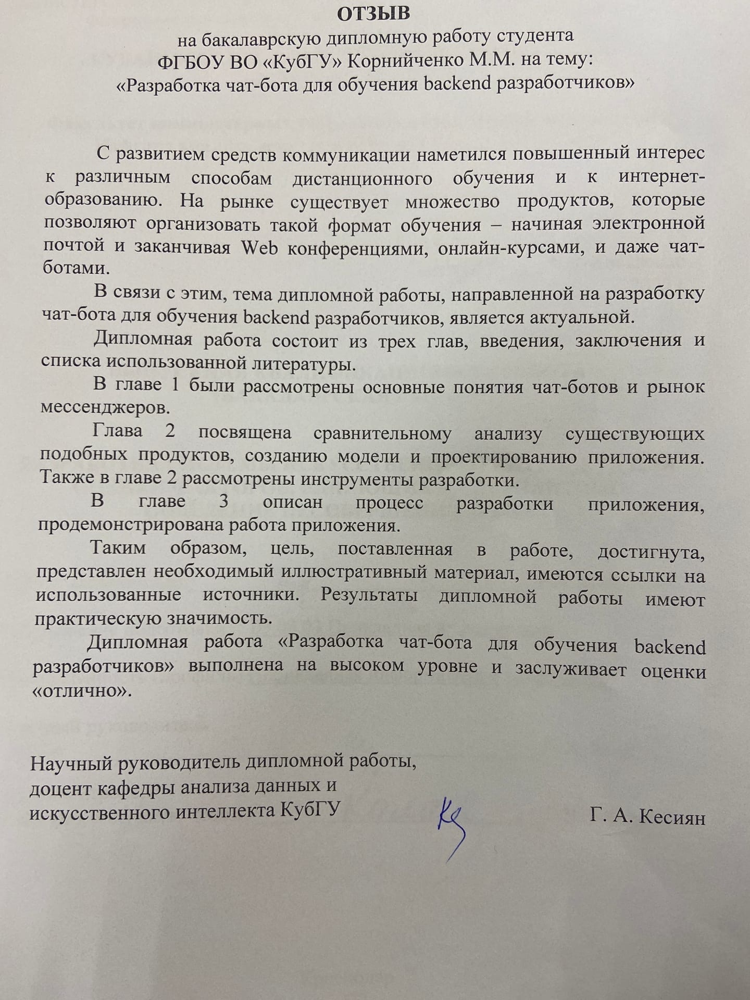 ОТЗЫВ
на бакалаврскую дипломную работу студента
ФГБОУ ВО «КубГУ» Корнийченко М.М. на тему:
«Разработка чат-бота для обучения backend разработчиков»
С развитием средств коммуникации наметился повышенный интерес
к различным способам дистанционного обучения и к интернет-
образованию. На рынке существует множество продуктов, которые
позволяют организовать такой формат обучения – начиная электронной
почтой и заканчивая Web конференциями, онлайн-курсами, и даже чат-
ботами.
В связи с этим, тема дипломной работы, направленной на разработку
чат-бота для обучения backend разработчиков, является актуальной.
Дипломная работа состоит из трех глав, введения, заключения и
списка использованной литературы.
В главе 1 были рассмотрены основные понятия чат-ботов и рынок
мессенджеров.
Глава 2 посвящена сравнительному анализу существующих
подобных продуктов, созданию модели и проектированию приложения.
Также в главе 2 рассмотрены инструменты разработки.
В главе 3 описан процесс разработки приложения,
продемонстрирована работа приложения.
Таким образом, цель, поставленная в работе, достигнута,
представлен необходимый иллюстративный материал, имеются ссылки на
использованные источники. Результаты дипломной работы имеют
практическую значимость.
Дипломная работа «Разработка чат-бота для обучения backend
разработчиков» выполнена на высоком уровне и заслуживает оценки
«отлично».
Научный руководитель дипломной работы,
доцент кафедры анализа данных и
искусственного интеллекта КубГУ
Г. А. Кесиян